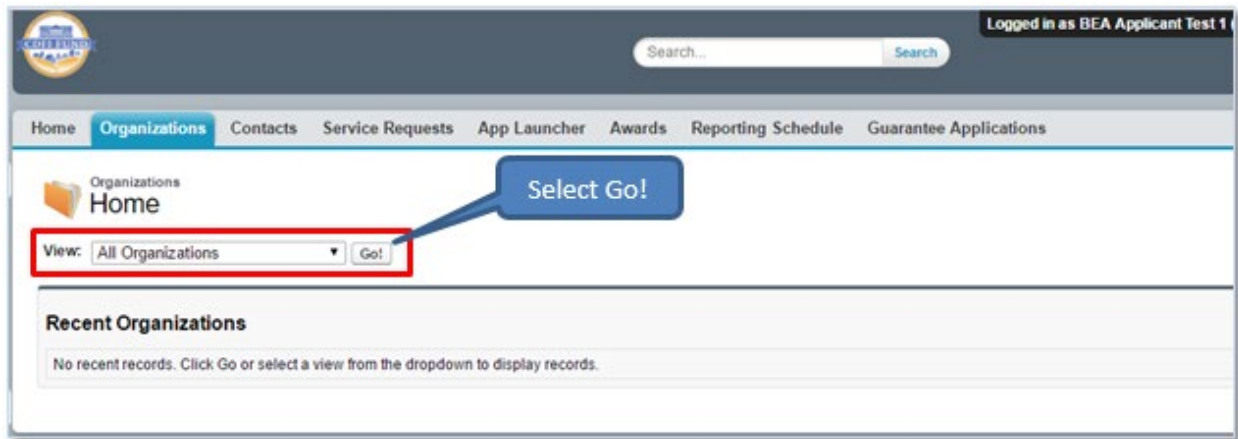 CDFI FUND
Logged in as BEA Applicant Test 1 (
Search... Search
Home Organizations Contacts Service Requests App Launcher Awards Reporting Schedule Guarantee Applications
Organizations
Home
Select Go!
View: All Organizations Go!
Recent Organizations
No recent records. Click Go or select a view from the dropdown to display records.